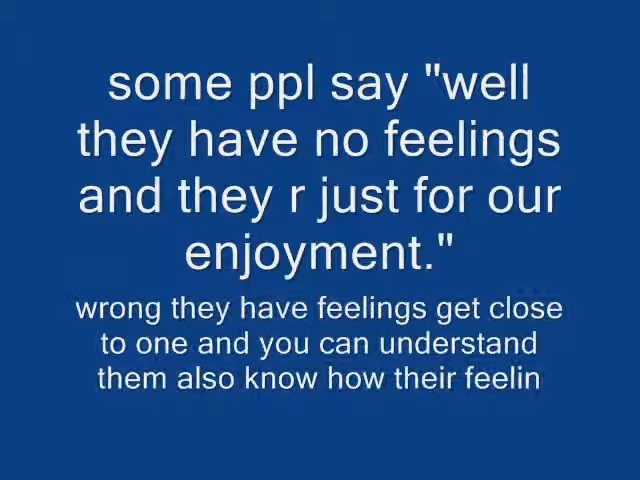 some ppl say "well
they have no feelings
and they r just for our
enjoyment."
wrong they have feelings get close
to one and you can understand
them also know how their feelin